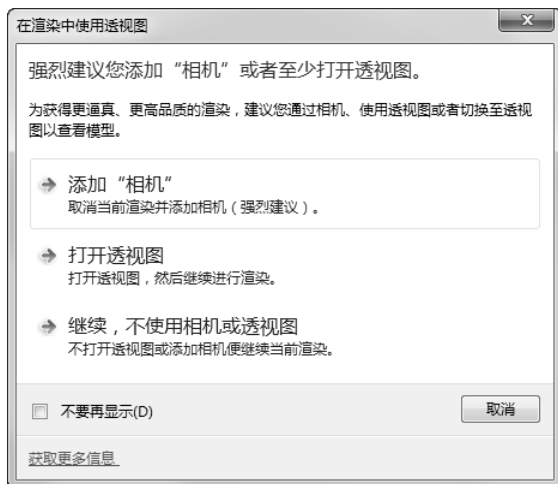 在渲染中使用透视图
强烈建议您添加“相机”或者至少打开透视图。
为获得更逼真、更高品质的渲染，建议您通过相机、使用透视图或者切换至透视
图以查看模型。
添加“相机”
取消当前渲染并添加相机（强烈建议）。
打开透视图
打开透视图，然后继续进行渲染。
继续，不使用相机或透视图
不打开透视图或添加相机便继续当前渲染。
不要再显示(D)
取消
获取更多信息